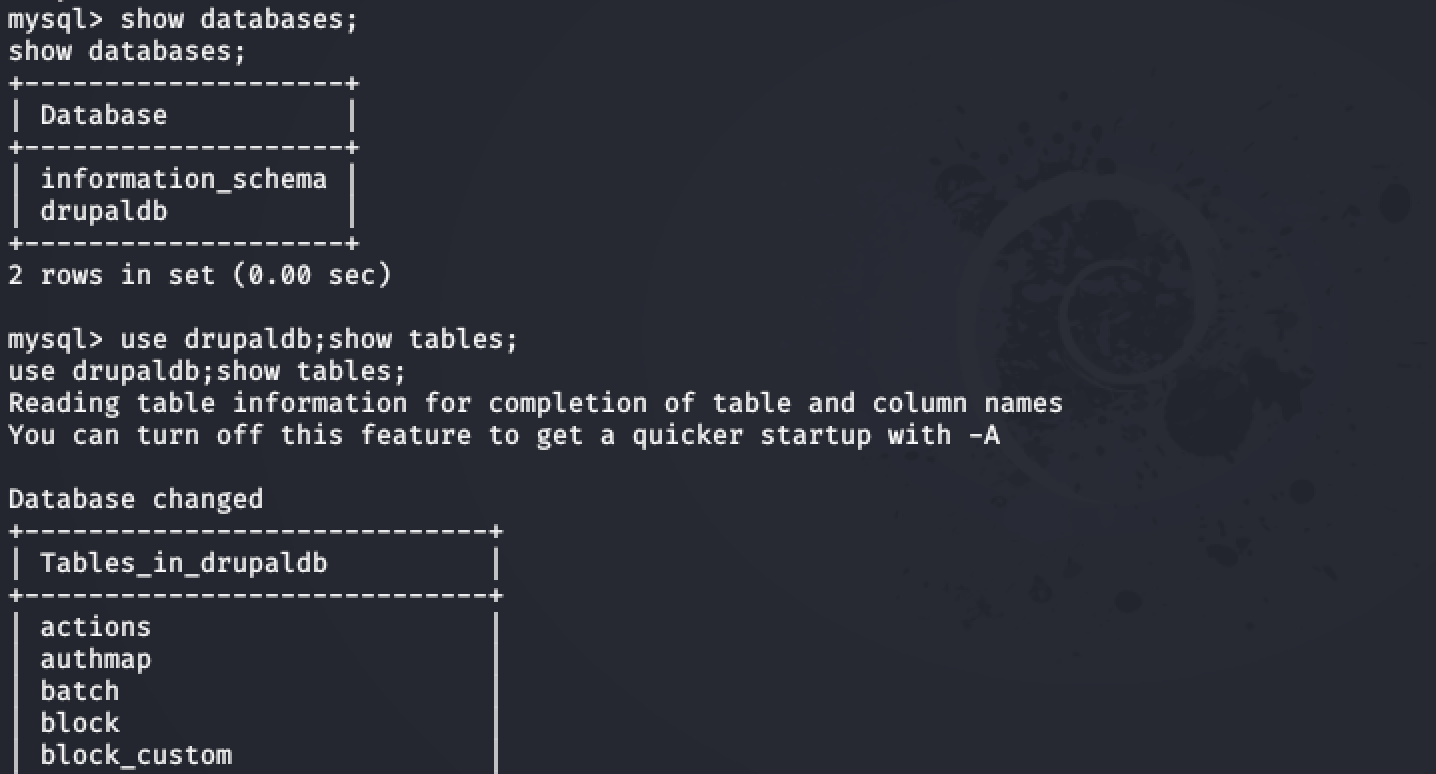 mysql> show databases;
show databases;
+--------------------+
| Database           |
+--------------------+
| information_schema |
| drupaldb           |
+--------------------+
2 rows in set (0.00 sec)
mysql> use drupaldb;show tables;
use drupaldb;show tables;
Reading table information for completion of table and column names
You can turn off this feature to get a quicker startup with -A
Database changed
+-----------------------------+
| Tables_in_drupaldb          |
+-----------------------------+
| actions                     |
| authmap                     |
| batch                       |
| block                       |
| block_custom                |